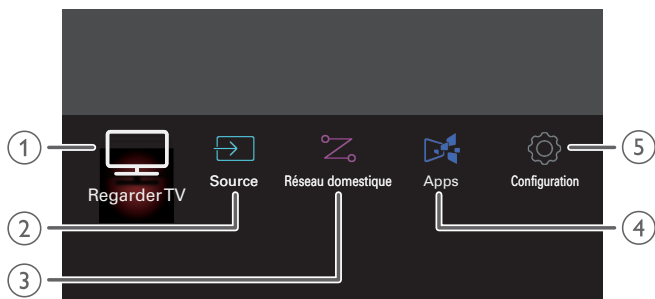 1
Regarder TV
2
Source
3
Réseau domestique
4
Apps
5
Configuration